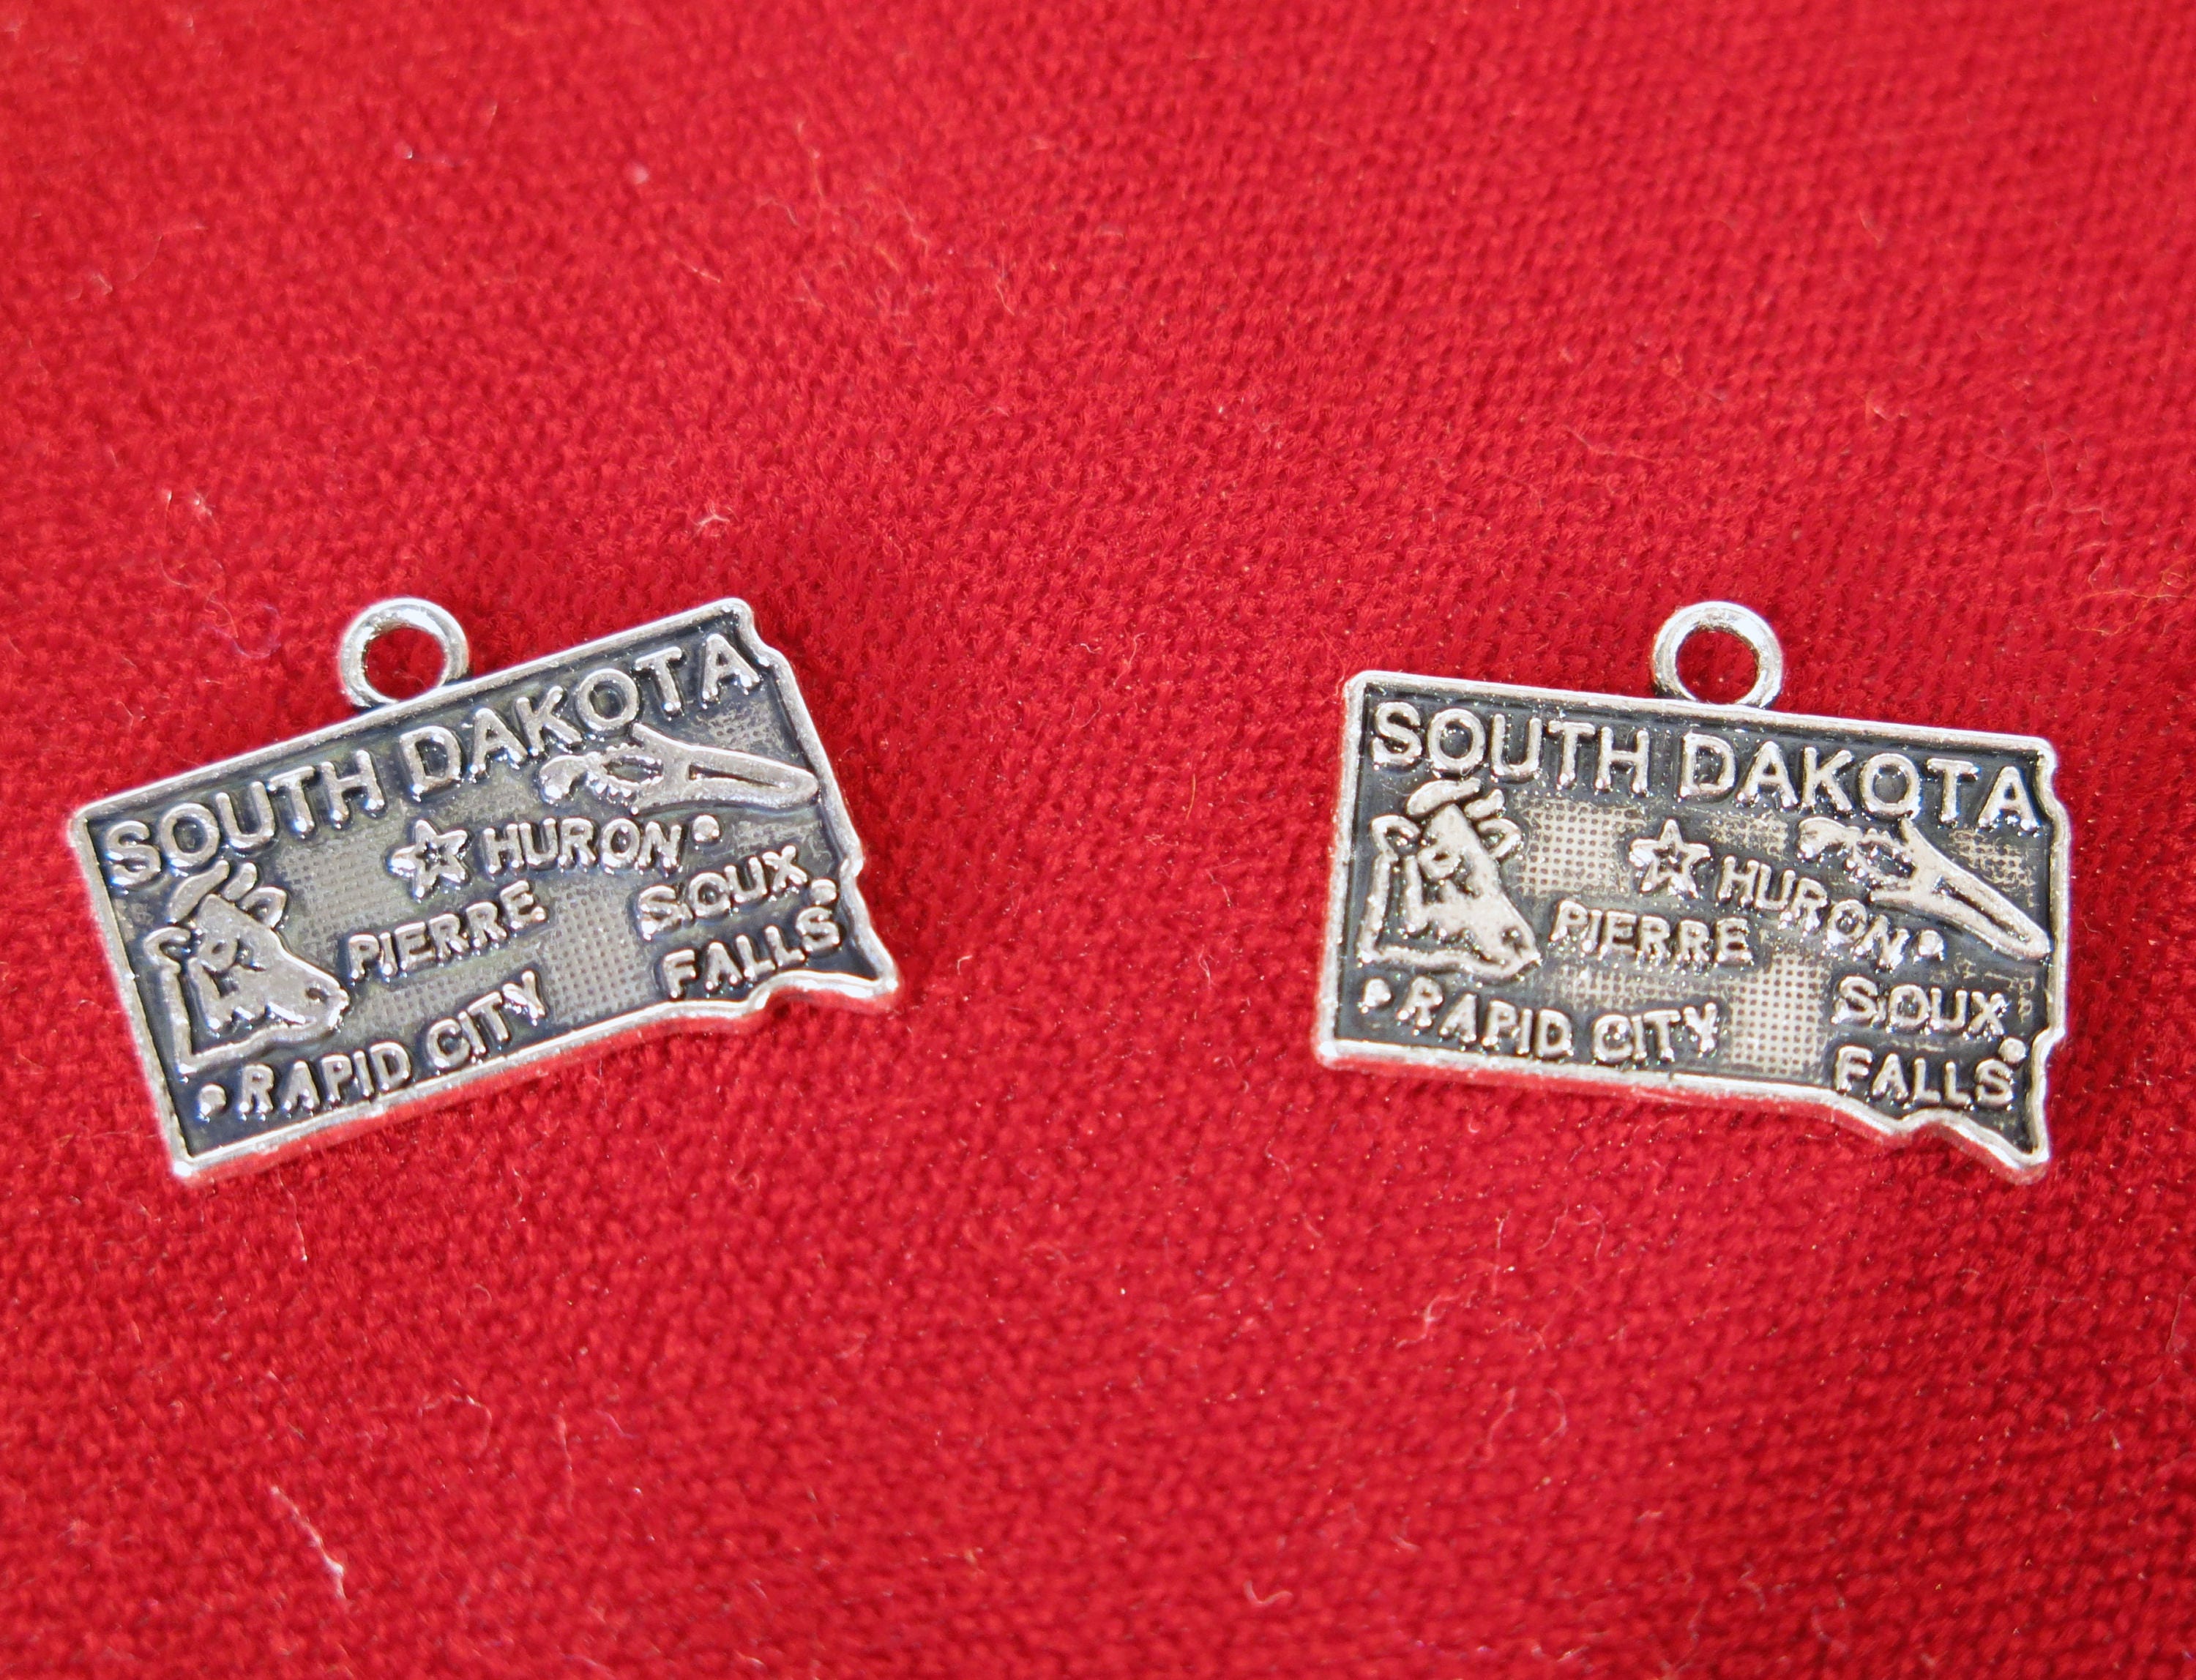 SOUTH DAKOTA
HURON
PIERRE
SIOUX
FALLS
RAPID CITY
SOUTH DAKOTA
HURON
PIERRE
SIOUX
FALLS
RAPID CITY